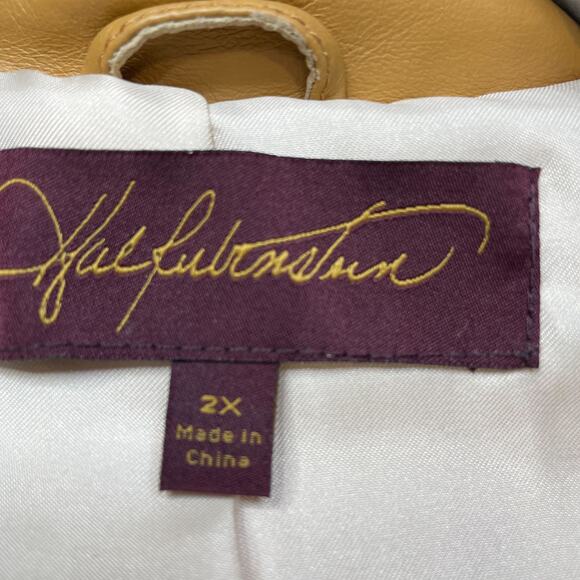 Hal Rubenstein
2X
Made in
China